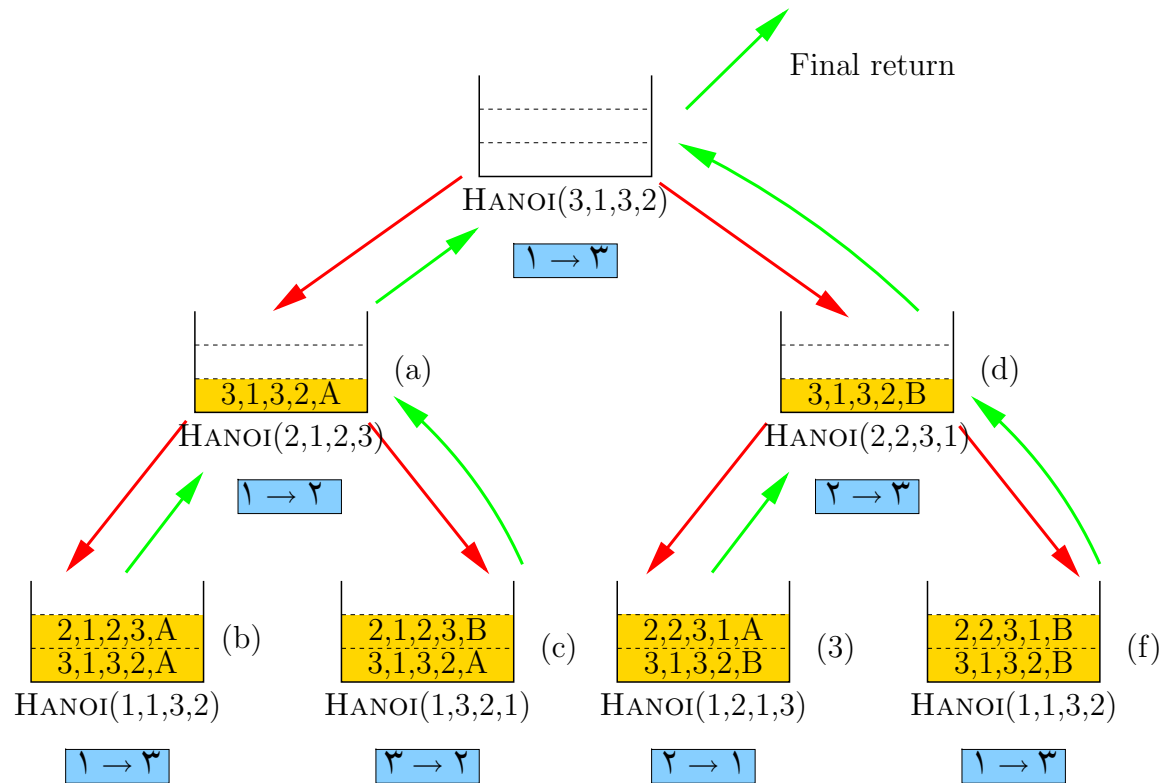 Final return
HANOI(3,1,3,2)
۱ → ۳
3,1,3,2,A
(a)
HANOI(2,1,2,3)
۱ → ۲
3,1,3,2,B
(d)
HANOI(2,2,3,1)
۲ → ۳
2,1,2,3,A
3,1,3,2,A
(b)
HANOI(1,1,3,2)
۱ → ۳
2,1,2,3,B
3,1,3,2,A
(c)
HANOI(1,3,2,1)
۳ → ۲
2,2,3,1,A
3,1,3,2,B
(3)
HANOI(1,2,1,3)
۲ → ۱
2,2,3,1,B
3,1,3,2,B
(f)
HANOI(1,1,3,2)
۱ → ۳